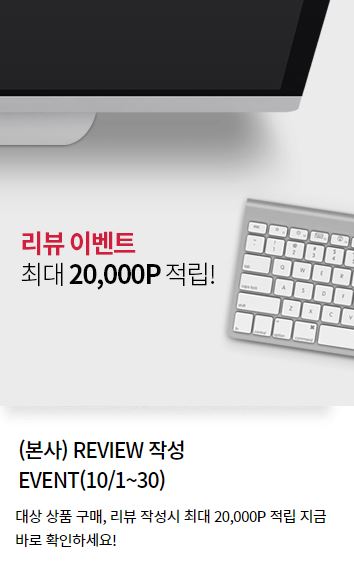 리뷰 이벤트
최대 20,000P 적립!
(본사) REVIEW 작성
EVENT(10/1~30)
대상 상품 구매, 리뷰 작성시 최대 20,000P 적립 지금
바로 확인하세요!